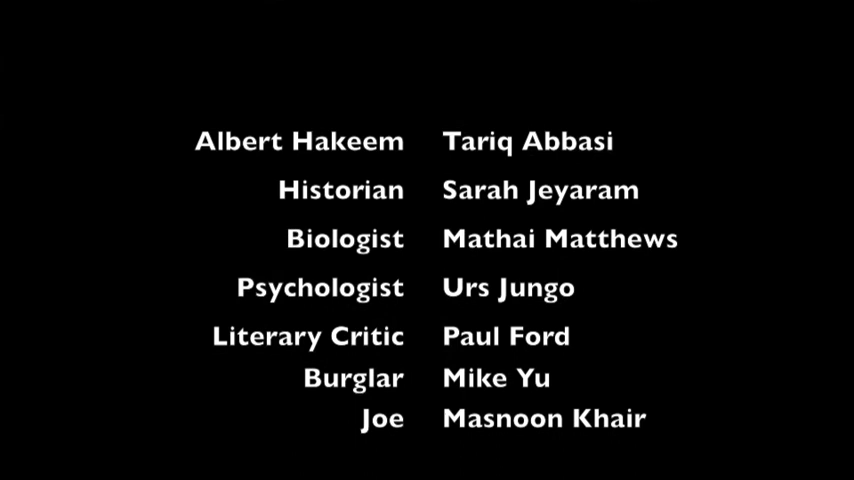 Albert Hakeem Tariq Abbasi
Historian Sarah Jeyaram
Biologist Mathai Matthews
Psychologist Urs Jungo
Literary Critic Paul Ford
Burglar Mike Yu
Joe Masnoon Khair